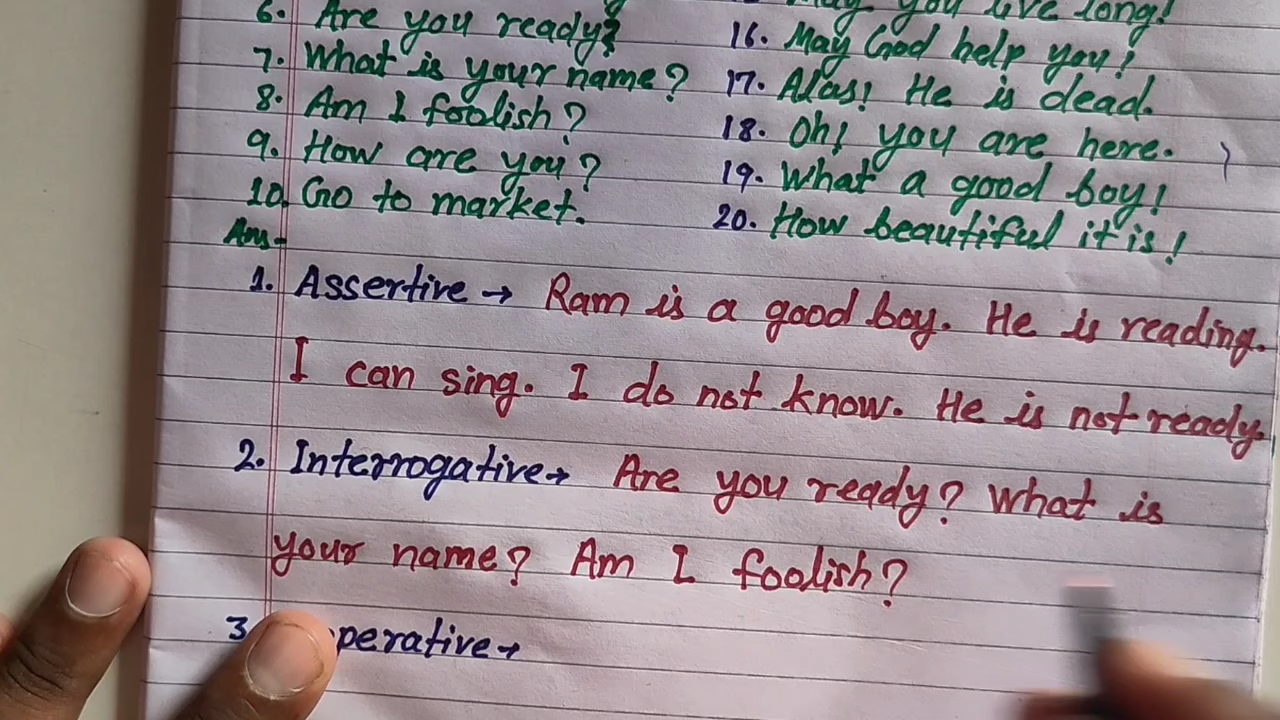 6. Are you ready?
7. What is your name?
8. Am I foolish?
9. How are you?
10. Go to market.
May you live long!
16. May God help you!
17. Alas! He is dead.
18. Oh! you are here.
19. What a good boy!
20. How beautiful it is!
Ans-
1. Assertive → Ram is a good boy. He is reading.
I can sing. I do not know. He is not ready.
2. Interrogative → Are you ready? What is
your name? Am I foolish?
3. perative →